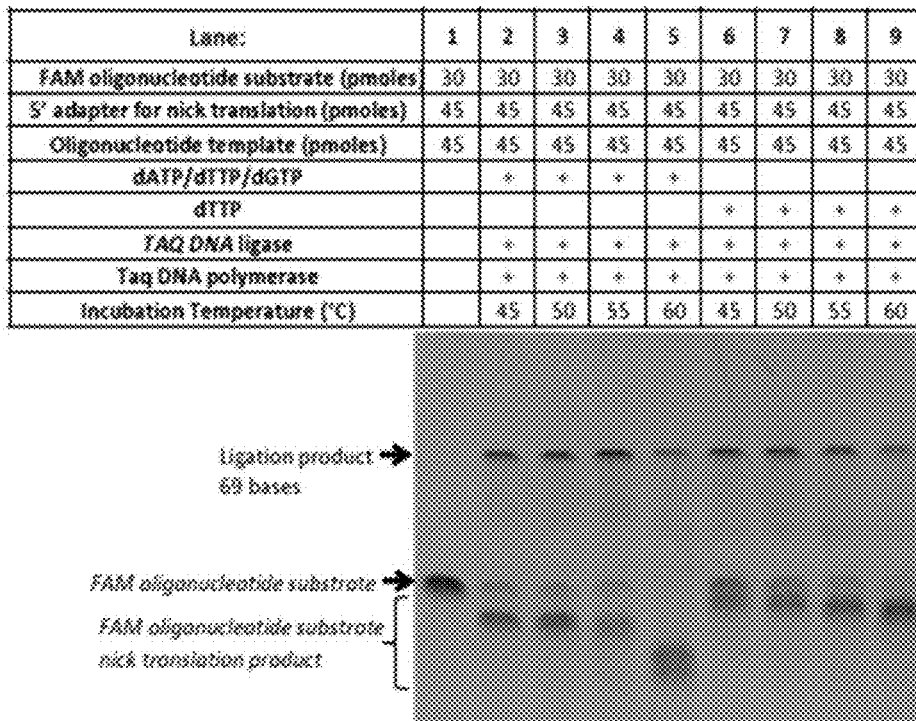 Lane: 1 2 3 4 5 6 7 8 9
FAM oligonucleotide substrate (pmoles 30 30 30 30 30 30 30 30 30
5' adapter for nick translation (pmoles) 45 45 45 45 45 45 45 45 45
Oligonucleotide template (pmoles) 45 45 45 45 45 45 45 45 45
dATP/dTTP/dGTP + + + +
dTTP + + + +
TAQ DNA ligase + + + + + + + +
Taq DNA polymerase + + + + + + + +
Incubation Temperature (°C) 45 50 55 60 45 50 55 60
Ligation product
69 bases
FAM oligonucleotide substrate
FAM oligonucleotide substrate
nick translation product